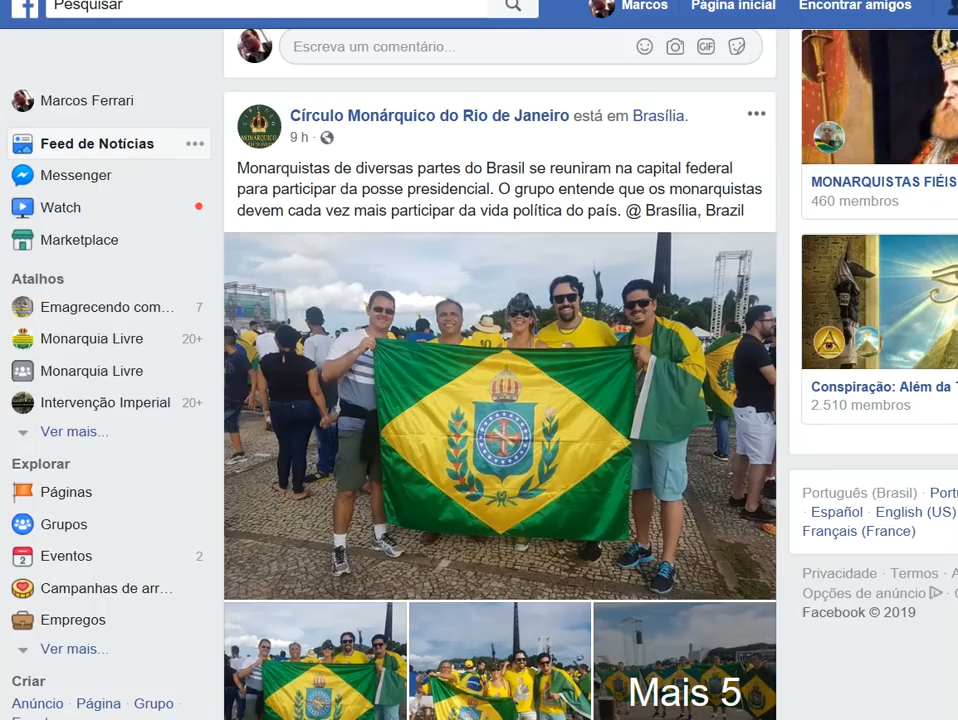 Pesquisar
Marcos
Página inicial
Encontrar amigos
Marcos Ferrari
Feed de Notícias
Messenger
Watch
Marketplace
Atalhos
Emagrecendo com... 7
Monarquia Livre 20+
Monarquia Livre
Intervenção Imperial 20+
Ver mais...
Explorar
Páginas
Grupos
Eventos 2
Campanhas de arr...
Empregos
Ver mais...
Criar
Anúncio · Página · Grupo ·
Escreva um comentário...
GIF
Círculo Monárquico do Rio de Janeiro está em Brasília.
9 h ·
Monarquistas de diversas partes do Brasil se reuniram na capital federal
para participar da posse presidencial. O grupo entende que os monarquistas
devem cada vez mais participar da vida política do país. @ Brasília, Brazil
Mais 5
MONARQUISTAS FIÉIS
460 membros
Conspiração: Além da
2.510 membros
Português (Brasil) ·
· Español · English (US)
Français (France)
Privacidade · Termos ·
Opções de anúncio ·
Facebook © 2019